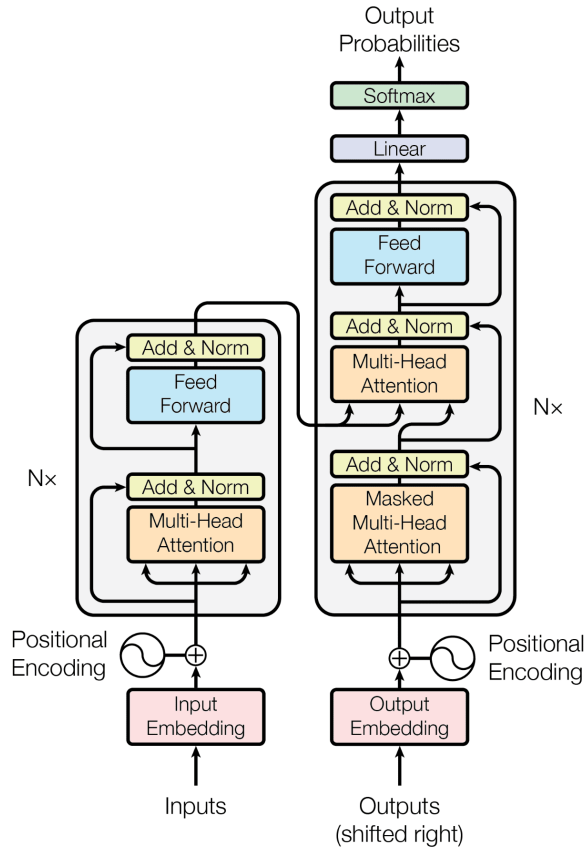 Output
Probabilities
Softmax
Linear
Add & Norm
Feed
Forward
Add & Norm
Multi-Head
Attention
Add & Norm
Masked
Multi-Head
Attention
N×
Add & Norm
Feed
Forward
Add & Norm
Multi-Head
Attention
N×
Positional
Encoding
Input
Embedding
Inputs
Positional
Encoding
Output
Embedding
Outputs
(shifted right)